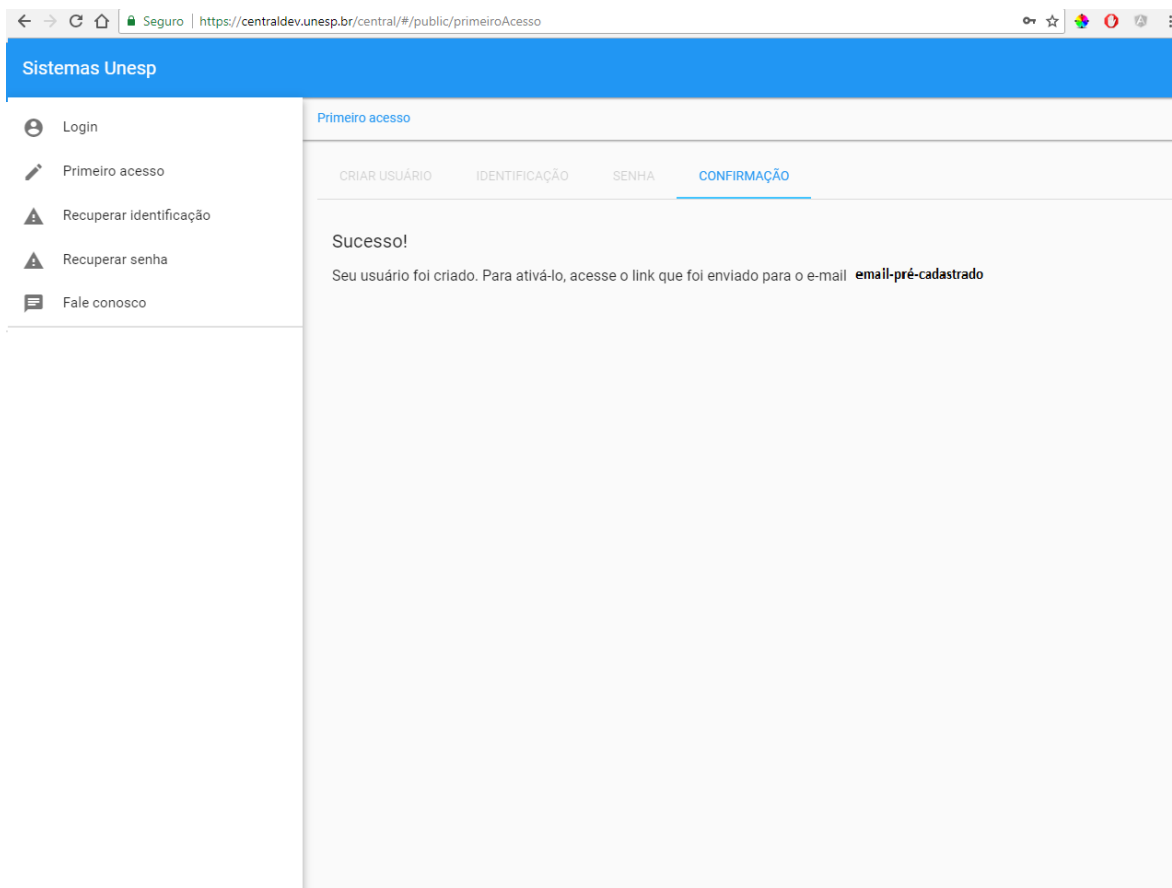 Seguro | https://centraldev.unesp.br/central/#/public/primeiroAcesso
Sistemas Unesp
Login
Primeiro acesso
Recuperar identificação
Recuperar senha
Fale conosco
Primeiro acesso
CRIAR USUÁRIO IDENTIFICAÇÃO SENHA CONFIRMAÇÃO
Sucesso!
Seu usuário foi criado. Para ativá-lo, acesse o link que foi enviado para o e-mail email-pré-cadastrado